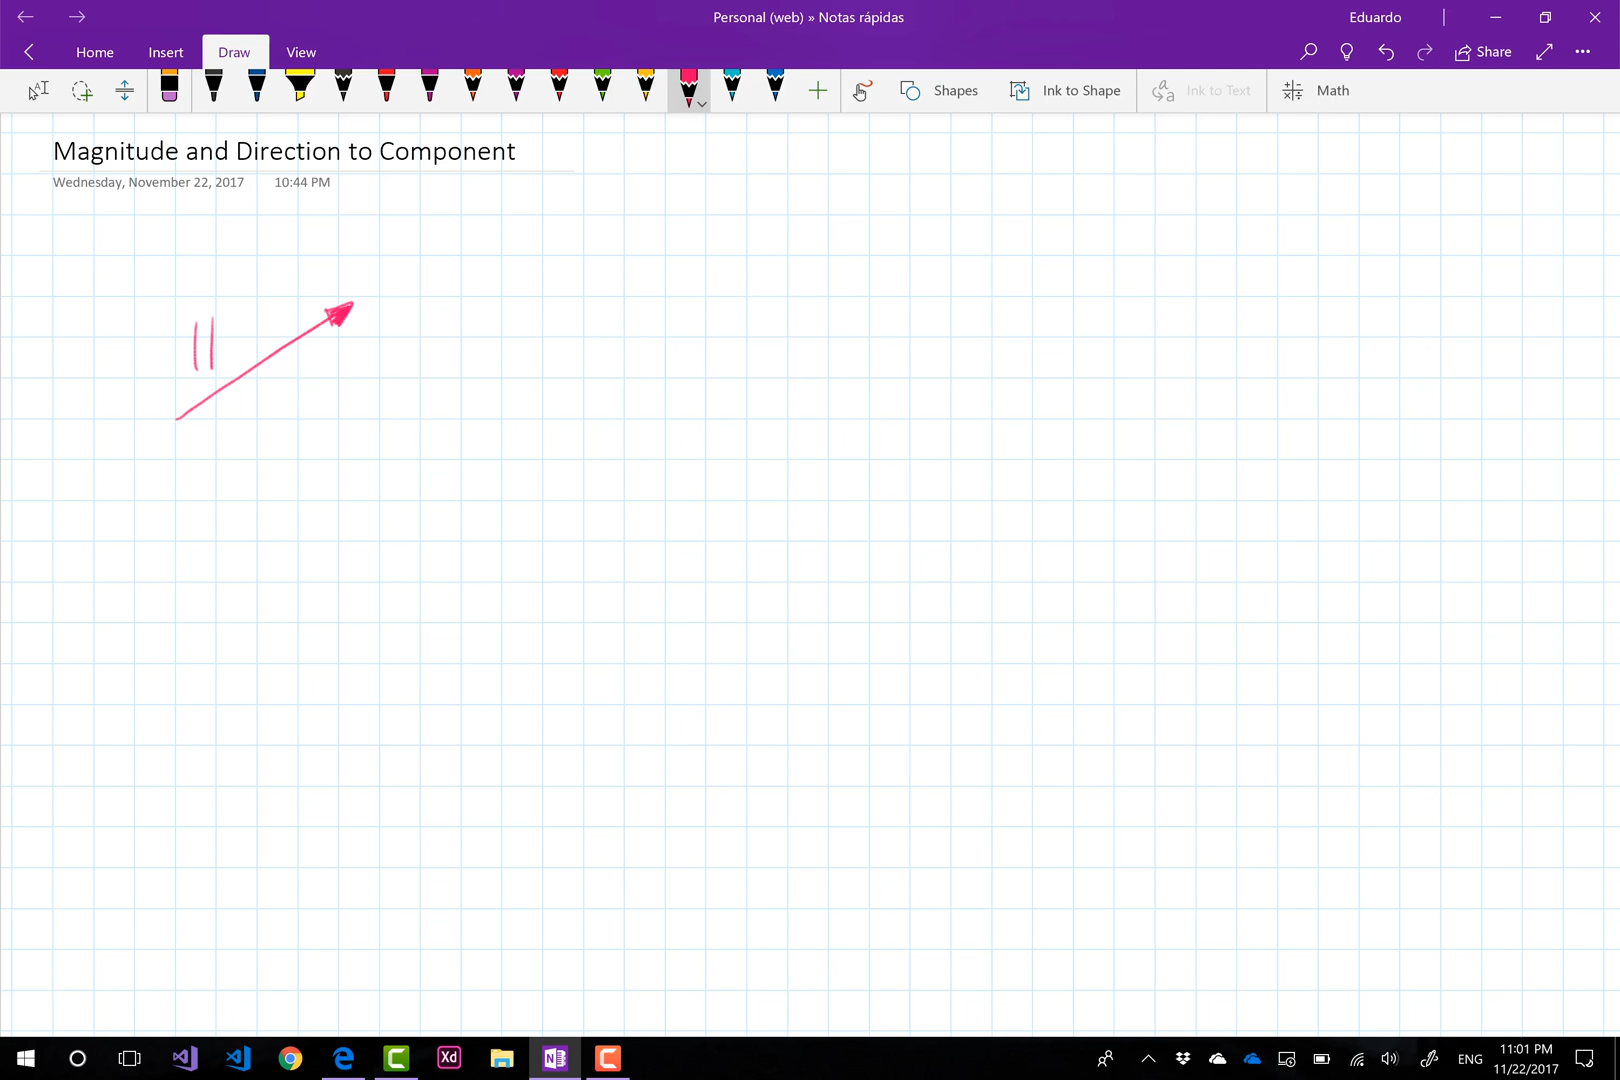 Personal (web) » Notas rápidas
Eduardo
Home
Insert
Draw
View
Share
Shapes
Ink to Shape
Ink to Text
Math
Magnitude and Direction to Component
Wednesday, November 22, 2017 10:44 PM
||
Xd
N
ENG
11:01 PM
11/22/2017